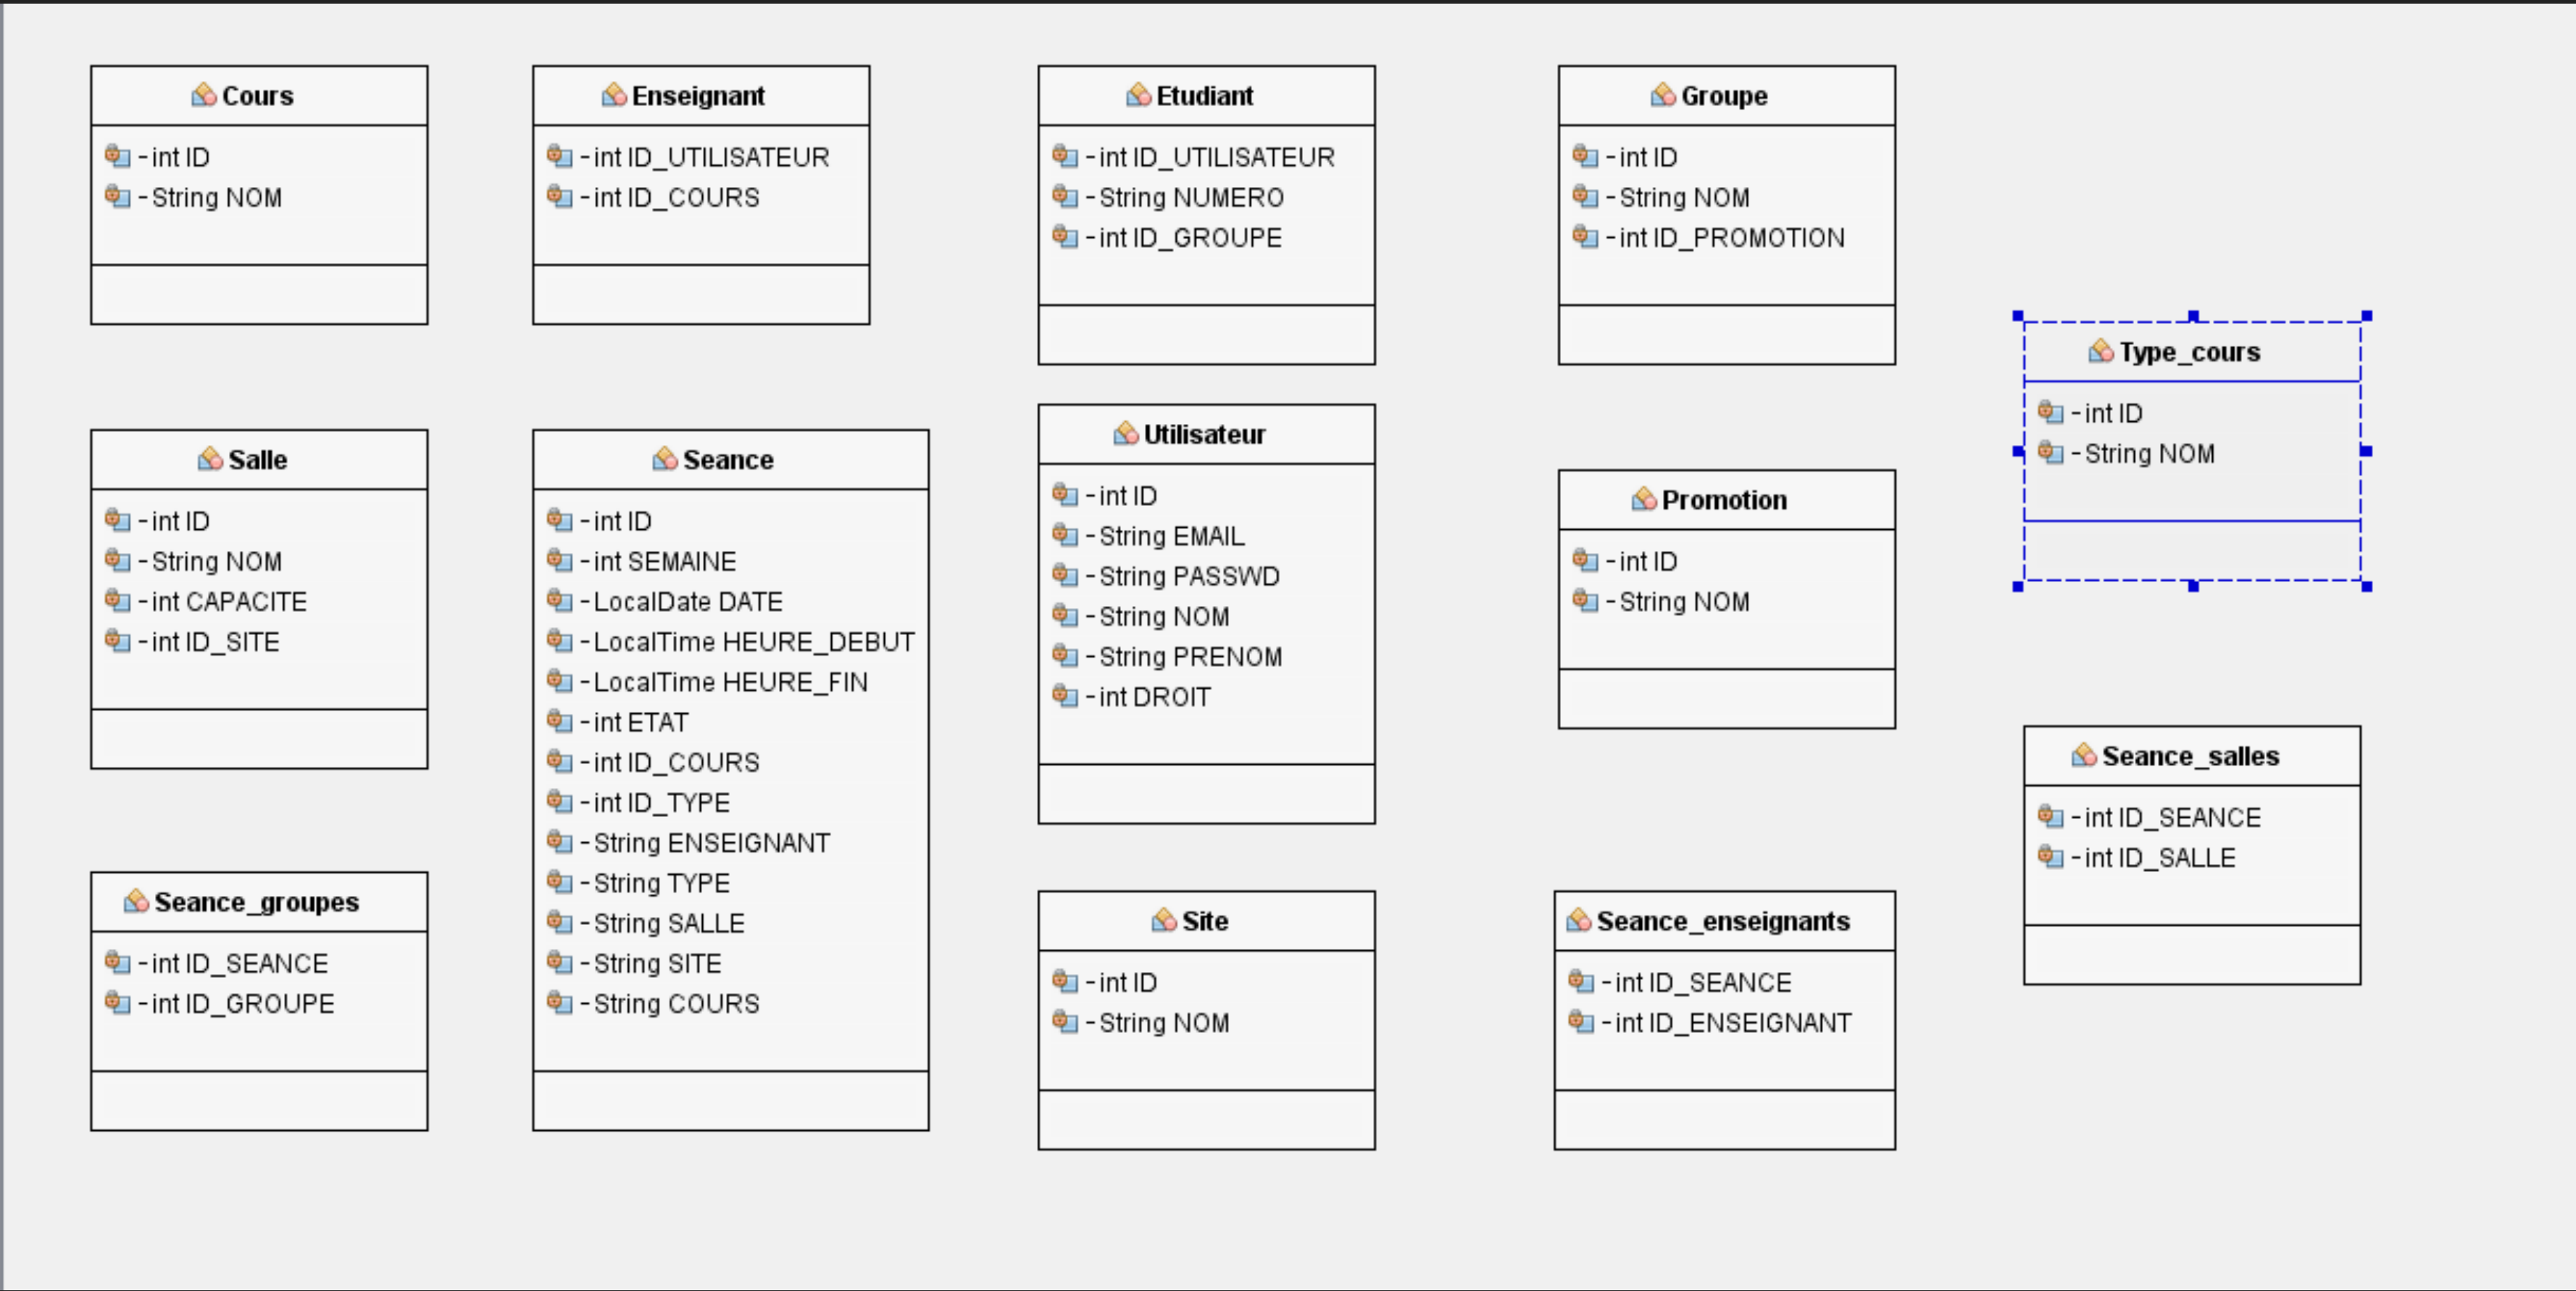 Cours
-int ID
-String NOM
Enseignant
-int ID_UTILISATEUR
-int ID_COURS
Etudiant
-int ID_UTILISATEUR
-String NUMERO
-int ID_GROUPE
Groupe
-int ID
-String NOM
-int ID_PROMOTION
Type_cours
-int ID
-String NOM
Salle
-int ID
-String NOM
-int CAPACITE
-int ID_SITE
Seance
-int ID
-int SEMAINE
-LocalDate DATE
-LocalTime HEURE_DEBUT
-LocalTime HEURE_FIN
-int ETAT
-int ID_COURS
-int ID_TYPE
-String ENSEIGNANT
-String TYPE
-String SALLE
-String SITE
-String COURS
Utilisateur
-int ID
-String EMAIL
-String PASSWD
-String NOM
-String PRENOM
-int DROIT
Promotion
-int ID
-String NOM
Seance_salles
-int ID_SEANCE
-int ID_SALLE
Seance_groupes
-int ID_SEANCE
-int ID_GROUPE
Site
-int ID
-String NOM
Seance_enseignants
-int ID_SEANCE
-int ID_ENSEIGNANT